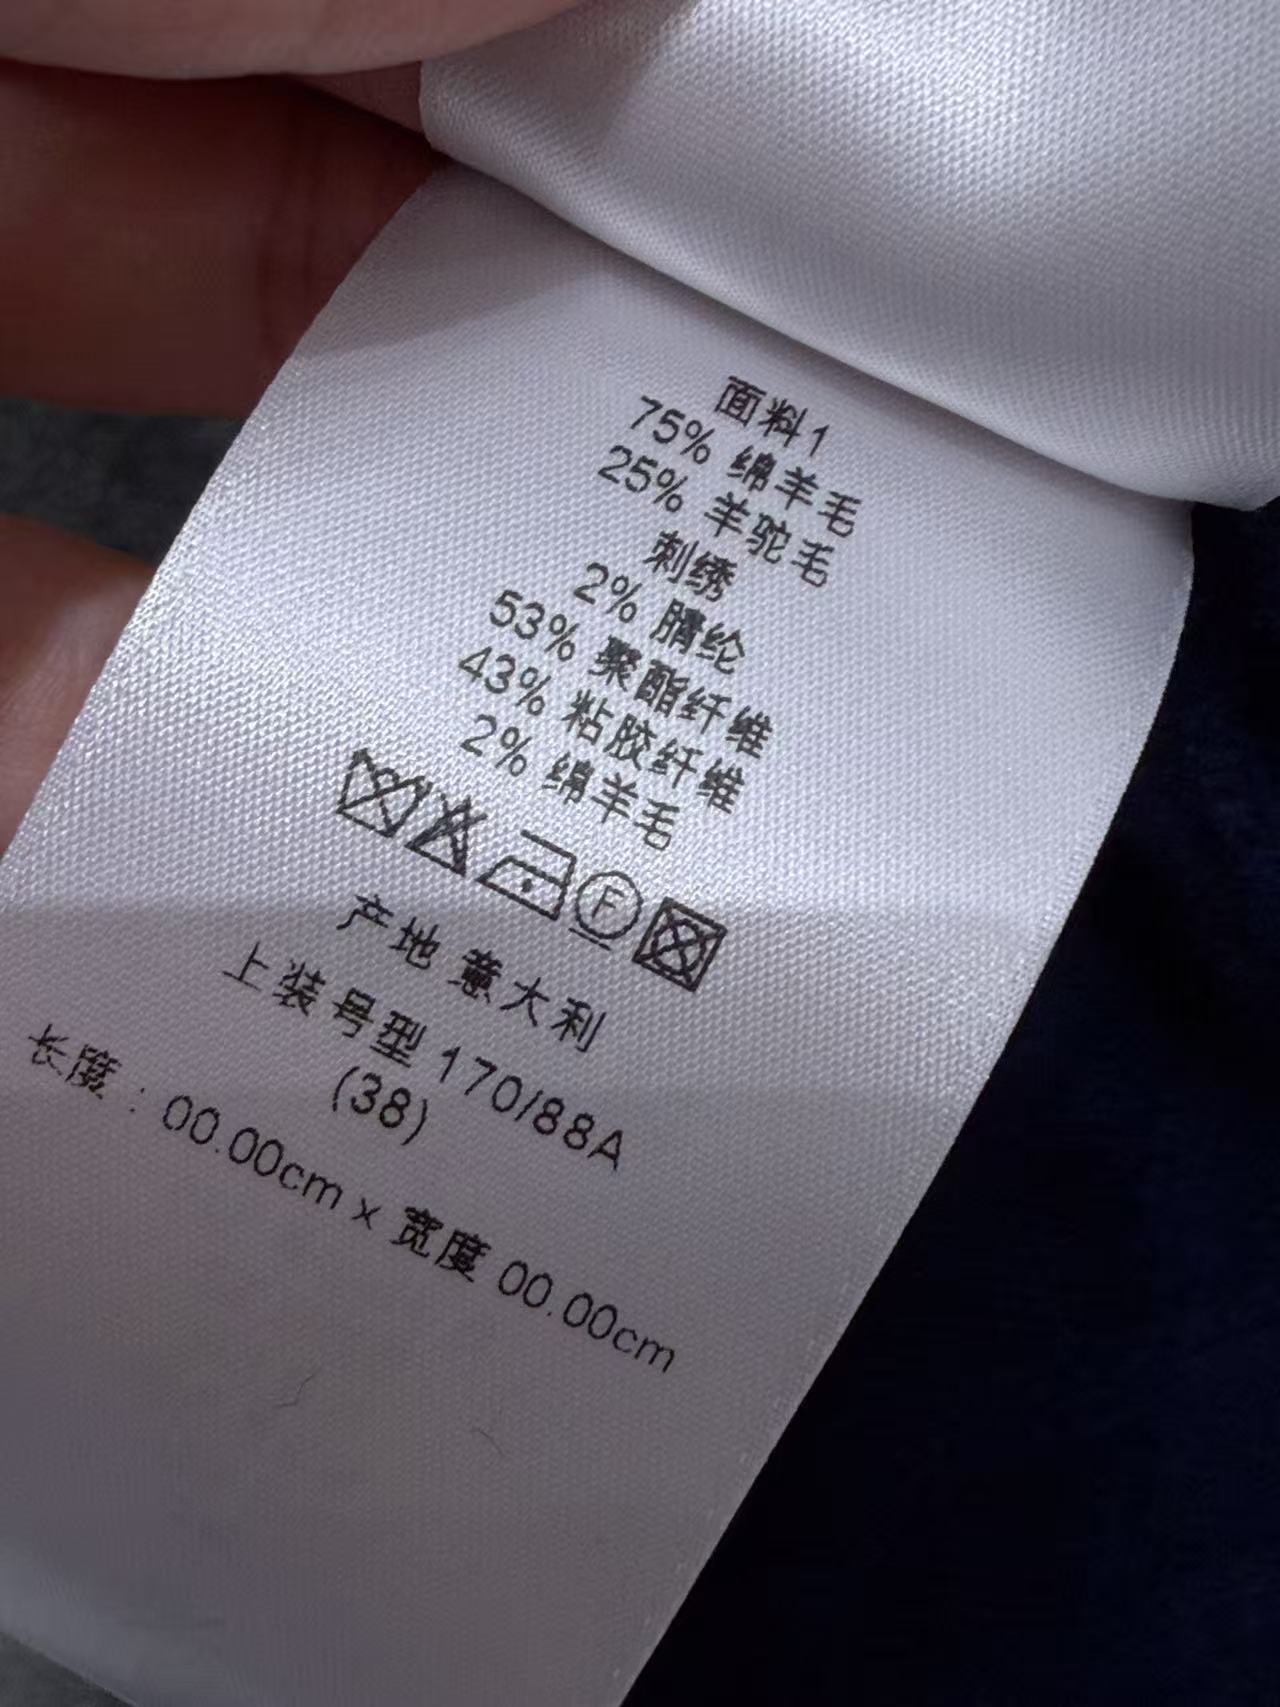 面料1
75% 绵羊毛
25% 羊驼毛
刺绣
2% 腈纶
53% 聚酯纤维
43% 粘胶纤维
2% 绵羊毛
F
产地 意大利
上装号型 170/88A
(38)
长度：00.00cm x 宽度 00.00cm